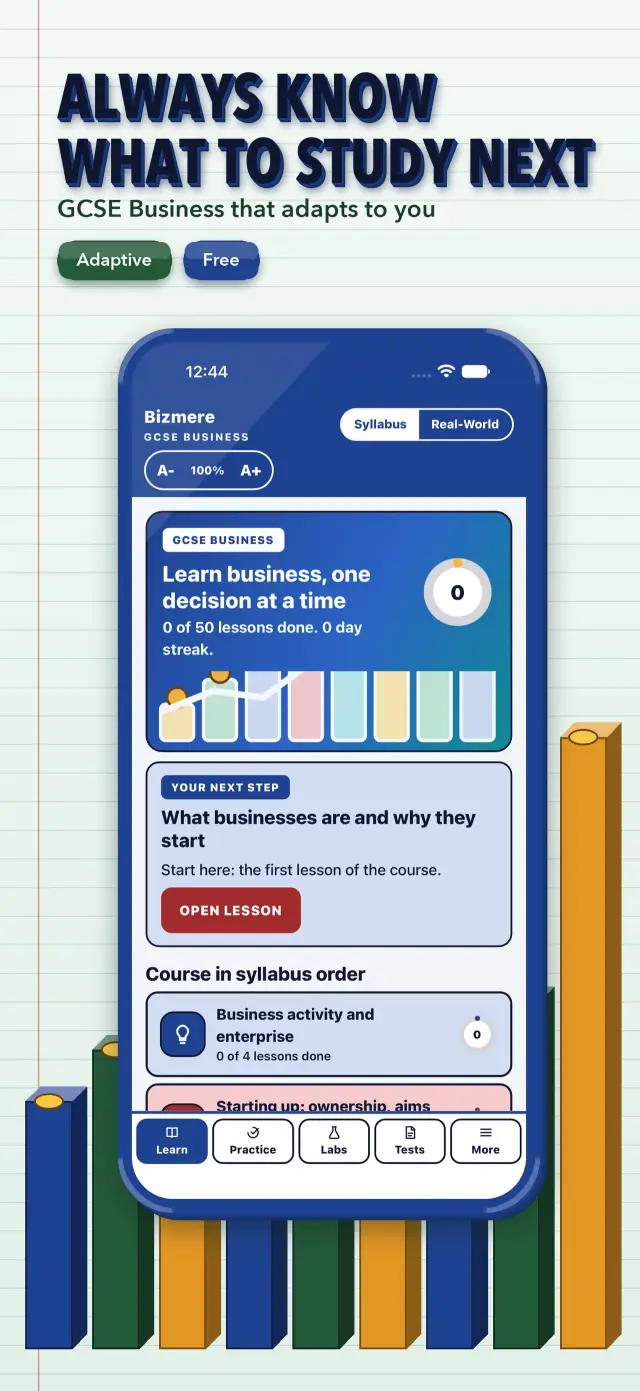 ALWAYS KNOW
WHAT TO STUDY NEXT
GCSE Business that adapts to you
Adaptive
Free
12:44
Bizmere
GCSE BUSINESS
Syllabus
Real-World
A-
100%
A+
GCSE BUSINESS
Learn business, one
decision at a time
0 of 50 lessons done. 0 day
streak.
0
YOUR NEXT STEP
What businesses are and why they
start
Start here: the first lesson of the course.
OPEN LESSON
Course in syllabus order
Business activity and
enterprise
0 of 4 lessons done
0
Starting up: ownership, aims
Learn
Practice
Labs
Tests
More